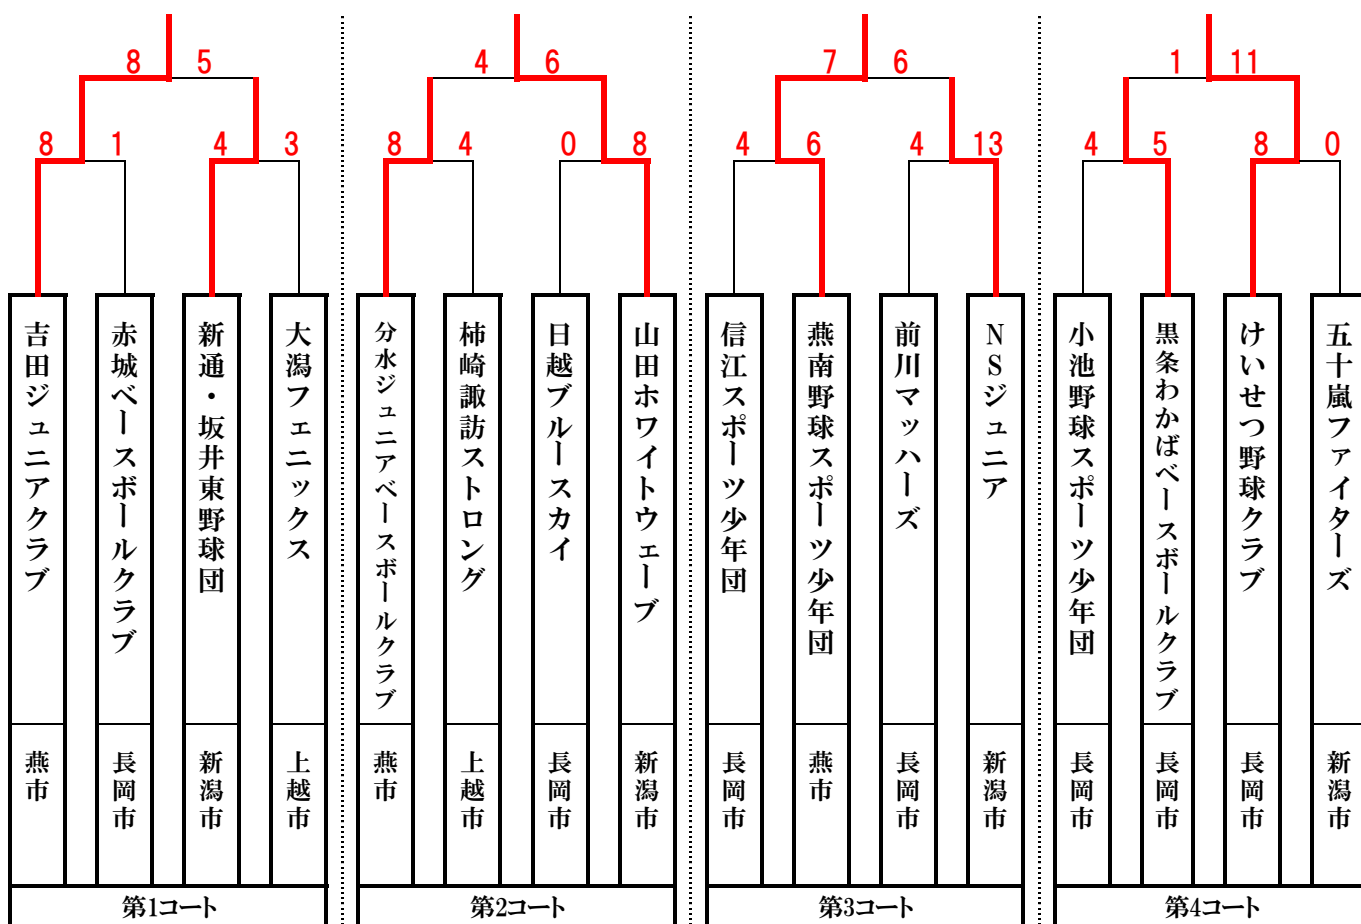 8 5 4 6 7 6 1 11
8 1 4 3 8 4 0 8 4 6 4 13 4 5 8 0
吉田ジュニアクラブ
赤城ベースボールクラブ
新通・坂井東野球団
大潟フェニックス
分水ジュニアベースボールクラブ
柿崎諏訪ストロング
日越ブルースカイ
山田ホワイトウェーブ
信江スポーツ少年団
燕南野球スポーツ少年団
前川マッハーズ
NSジュニア
小池野球スポーツ少年団
黒条わかばベースボールクラブ
けいせつ野球クラブ
五十嵐ファイターズ
燕市
長岡市
新潟市
上越市
燕市
上越市
長岡市
新潟市
長岡市
燕市
長岡市
新潟市
長岡市
長岡市
長岡市
新潟市
第1コート
第2コート
第3コート
第4コート